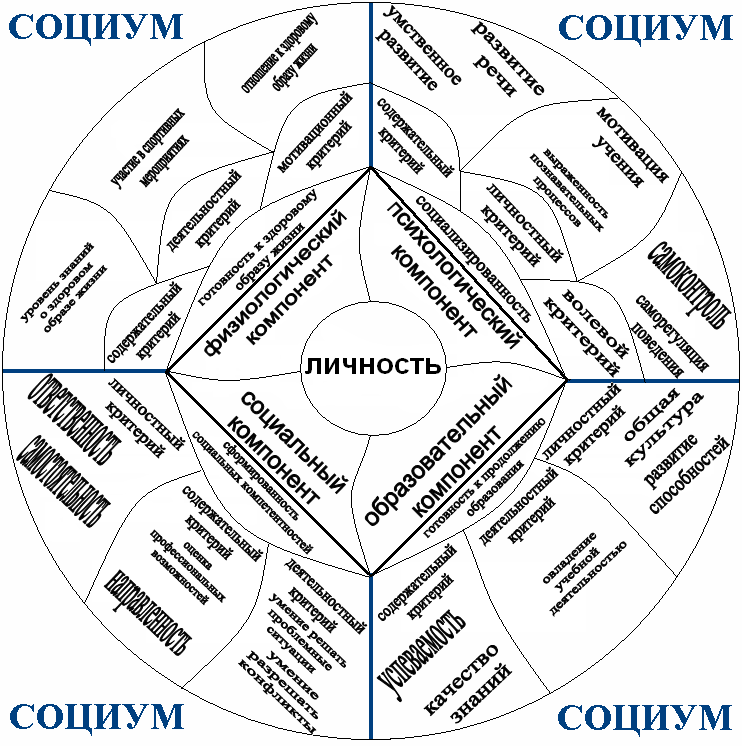 СОЦИУМ
СОЦИУМ
отношение к здоровому
образу жизни
мотивационный
критерий
участие в спортивных
мероприятиях
деятельностный
критерий
уровень знаний
о здоровом
образе жизни
содержательный
критерий
готовность к здоровому
образу жизни
физиологический
компонент
умственное
развитие
развитие
речи
содержательный
критерий
мотивация
учения
выраженность
познавательных
процессов
личностный
критерий
самоконтроль
саморегуляция
поведения
волевой
критерий
социализированность
психологический
компонент
ЛИЧНОСТЬ
ответственность
самостоятельность
личностный
критерий
содержательный
критерий
оценка
профессиональных
возможностей
направленность
деятельностный
критерий
умение решать
проблемные
ситуации
умение
разрешать
конфликты
социальный
компонент
сформированность
социальных компетентностей
образовательный
компонент
готовность к продолжению
образования
личностный
критерий
общая
культура
развитие
способностей
деятельностный
критерий
овладение
учебной
деятельностью
содержательный
критерий
успеваемость
качество
знаний
СОЦИУМ
СОЦИУМ